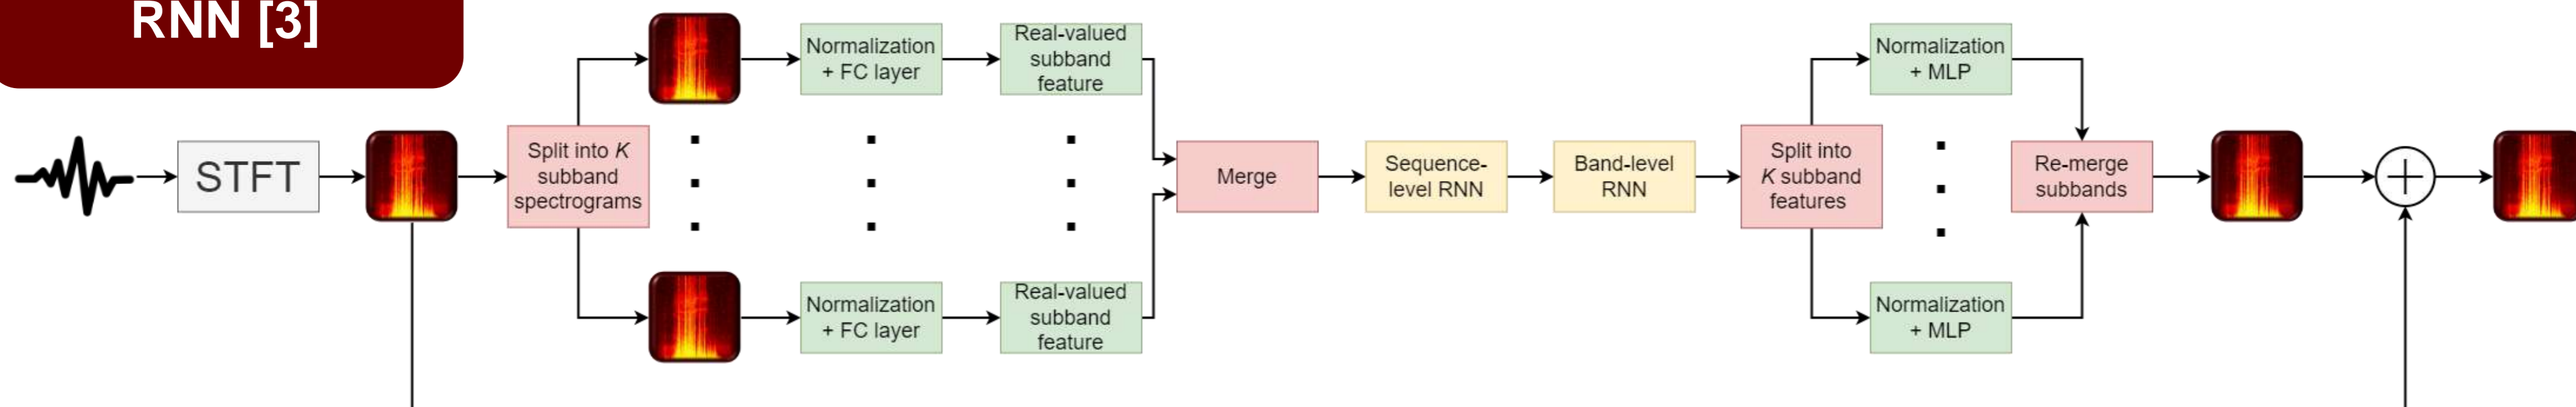 RNN [3]
STFT
Split into K
subband
spectrograms
Normalization
+ FC layer
Real-valued
subband
feature
Normalization
+ FC layer
Real-valued
subband
feature
Merge
Sequence-
level RNN
Band-level
RNN
Split into
K subband
features
Normalization
+ MLP
Normalization
+ MLP
Re-merge
subbands